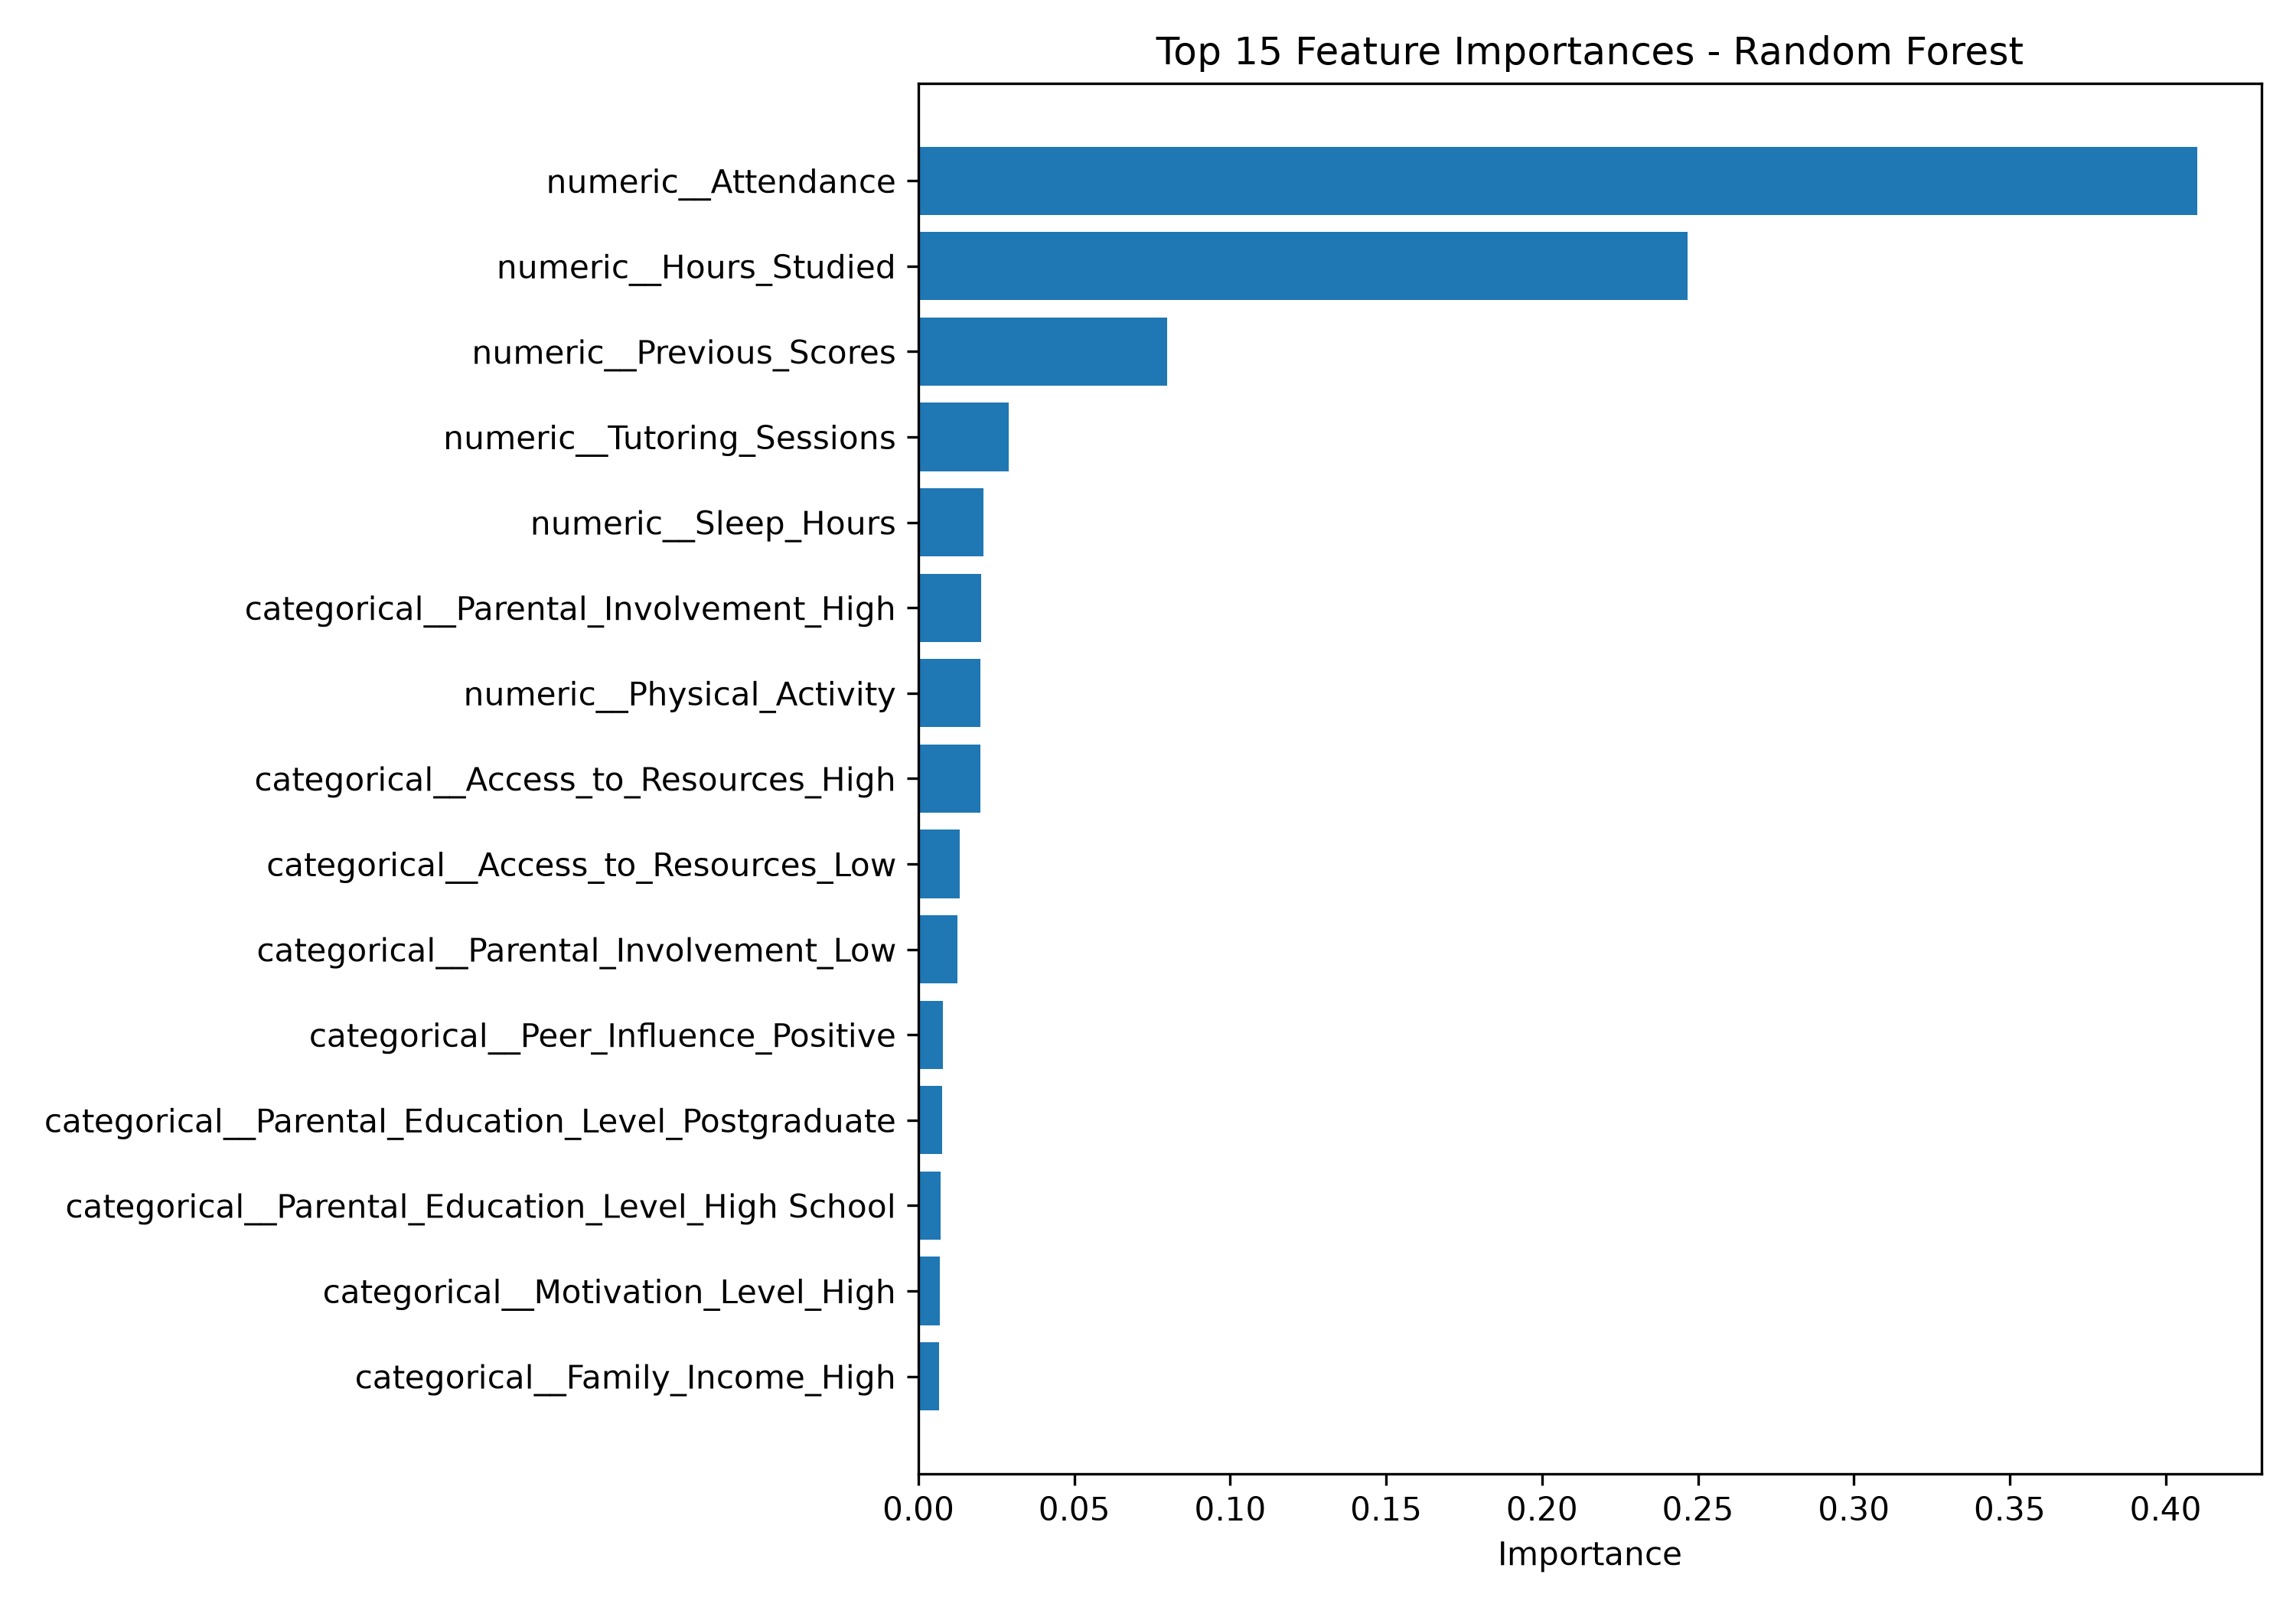 Top 15 Feature Importances - Random Forest
numeric__Attendance
numeric__Hours_Studied
numeric__Previous_Scores
numeric__Tutoring_Sessions
numeric__Sleep_Hours
categorical__Parental_Involvement_High
numeric__Physical_Activity
categorical__Access_to_Resources_High
categorical__Access_to_Resources_Low
categorical__Parental_Involvement_Low
categorical__Peer_Influence_Positive
categorical__Parental_Education_Level_Postgraduate
categorical__Parental_Education_Level_High School
categorical__Motivation_Level_High
categorical__Family_Income_High
0.00 0.05 0.10 0.15 0.20 0.25 0.30 0.35 0.40
Importance